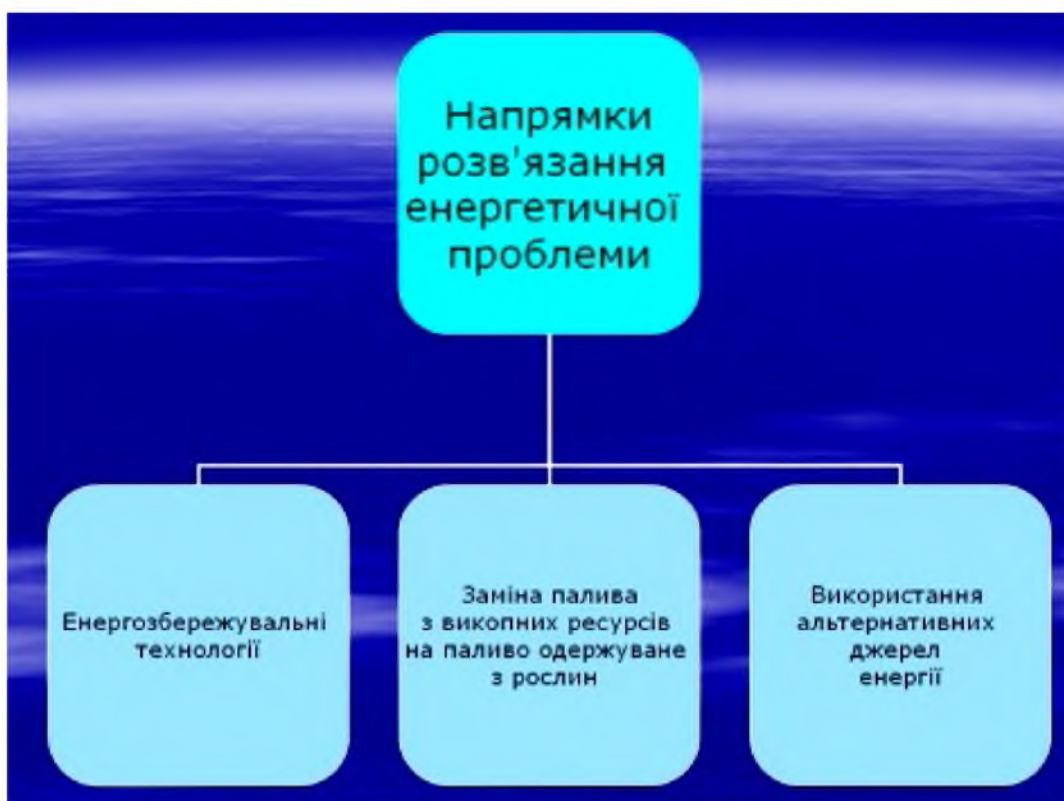 Напрямки
розв'язання
енергетичної
проблеми
Енергозбережувальні
технології
Заміна палива
з викопних ресурсів
на паливо одержуване
з рослин
Використання
альтернативних
джерел
енергії